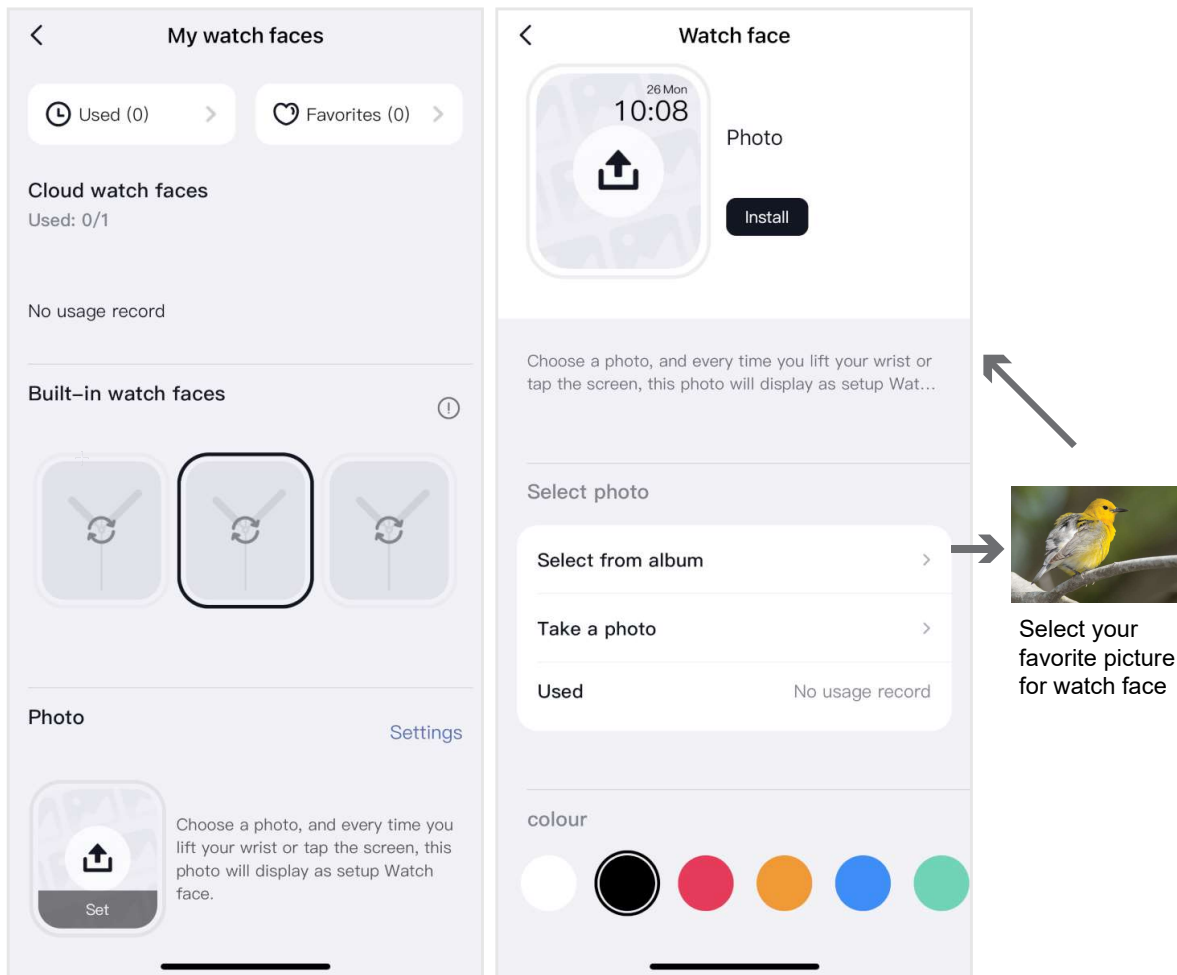 My watch faces
Used (0)
Favorites (0)
Cloud watch faces
Used: 0/1
No usage record
Built-in watch faces
Photo
Settings
Choose a photo, and every time you
lift your wrist or tap the screen, this
photo will display as setup Watch
face.
Set
Watch face
26 Mon
10:08
Photo
Install
Choose a photo, and every time you lift your wrist or
tap the screen, this photo will display as setup Wat...
Select photo
Select from album
Take a photo
Used
No usage record
colour
Select your
favorite picture
for watch face